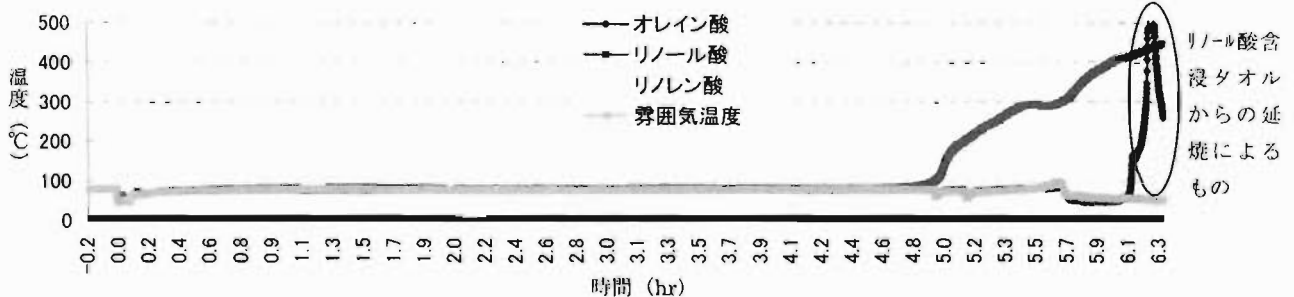 500
400
300
200
100
0
温度(℃)
オレイン酸
リノール酸
リノレン酸
雰囲気温度
リノール酸含
浸タオル
からの延
焼による
もの
-0.2 0.0 0.2 0.4 0.6 0.8 0.9 1.1 1.3 1.5 1.7 1.9 2.0 2.2 2.4 2.6 2.8 3.0 3.2 3.3 3.5 3.7 3.9 4.1 4.3 4.4 4.6 4.8 5.0 5.2 5.4 5.5 5.7 5.9 6.1 6.3
時間 (hr)